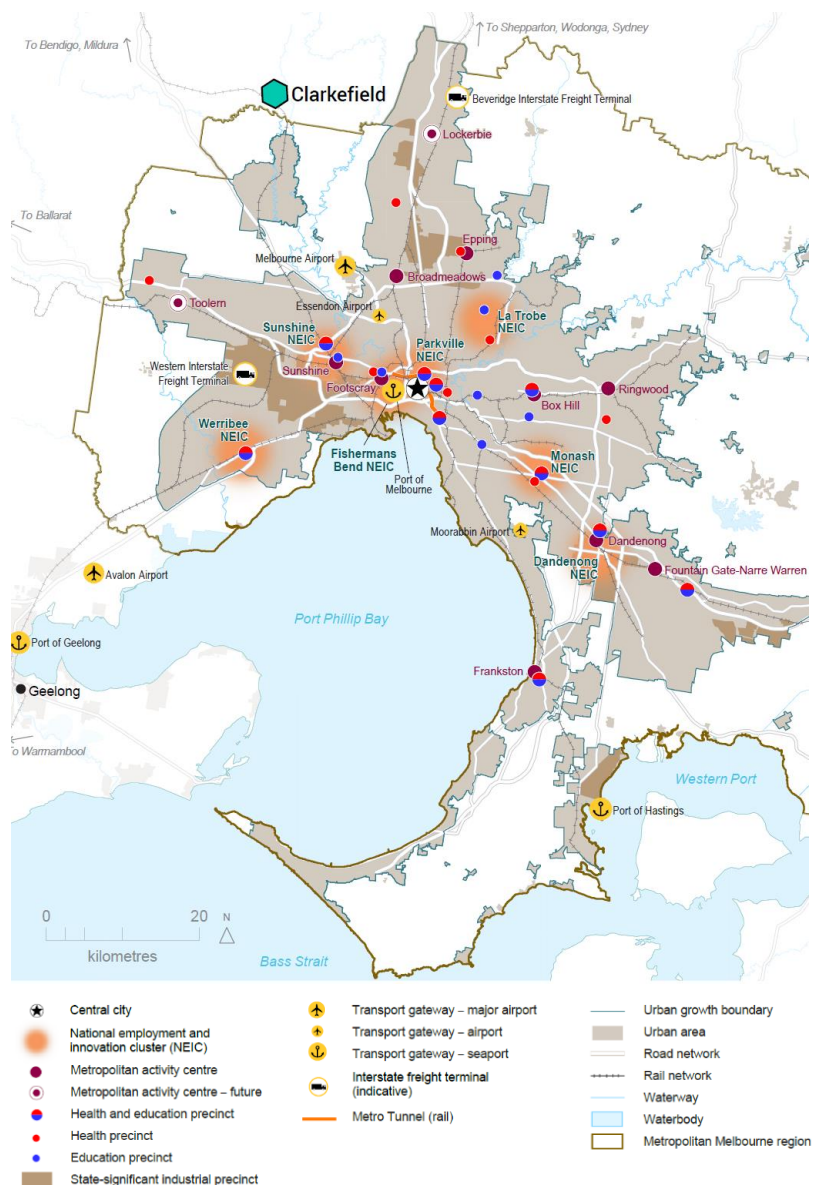 To Bendigo, Mildura
To Shepparton, Wodonga, Sydney
Clarkefield
Beveridge Interstate Freight Terminal
Lockerbie
To Ballarat
Epping
Melbourne Airport
Broadmeadows
Toolern
Essendon Airport
La Trobe
NEIC
Sunshine
NEIC
Parkville
NEIC
Western Interstate
Freight Terminal
Sunshine
Footscray
Ringwood
Box Hill
Werribee
NEIC
Fishermans
Bend NEIC
Port of
Melbourne
Monash
NEIC
Moorabbin Airport
Dandenong
Dandenong
NEIC
Fountain Gate-Narre Warren
Avalon Airport
Port Phillip Bay
Port of Geelong
Geelong
Frankston
To Warrnambool
Western Port
Port of Hastings
0
20
N
kilometres
Bass Strait
Central city
National employment and
innovation cluster (NEIC)
Metropolitan activity centre
Metropolitan activity centre – future
Health and education precinct
Health precinct
Education precinct
State-significant industrial precinct
Transport gateway – major airport
Transport gateway – airport
Transport gateway – seaport
Interstate freight terminal
(indicative)
Metro Tunnel (rail)
Urban growth boundary
Urban area
Road network
Rail network
Waterway
Waterbody
Metropolitan Melbourne region